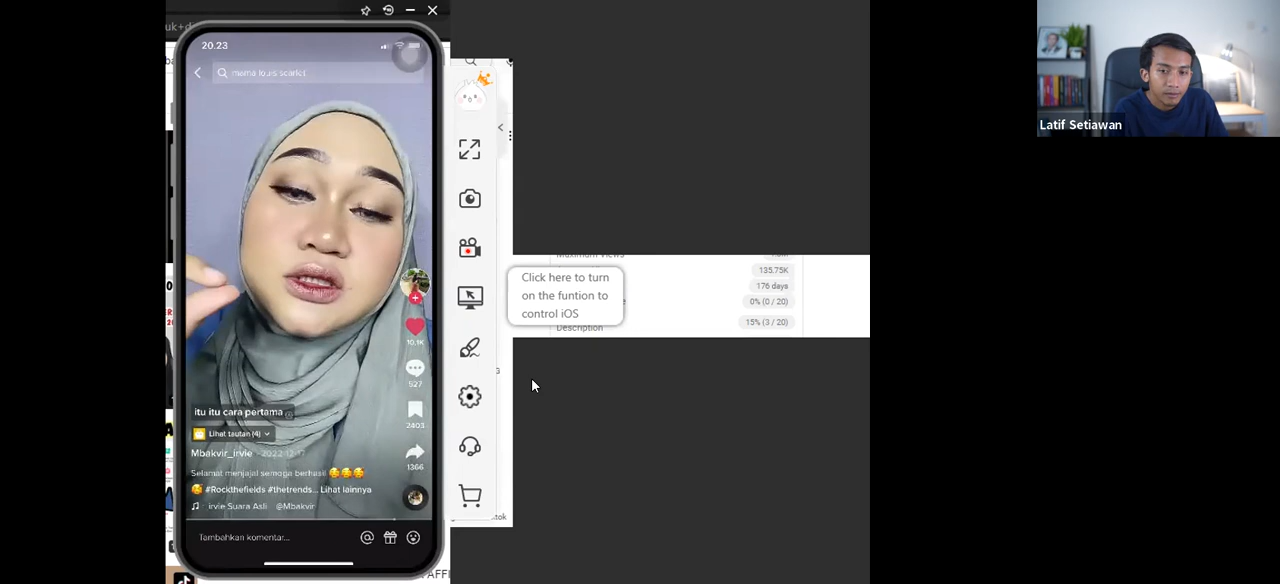 20.23
mama louis scarlet
itu itu cara pertama
Lihat tautan (4)
Mbakvir_irvie · 2022-12-17
Selamat menjajal semoga berhasil 🥰🥰🥰
🥰 #Rockthefields #thetrends... Lihat lainnya
irvie Suara Asli @Mbakvir
10,1K
527
2403
1366
Tambahkan komentar...
Click here to turn
on the funtion to
control iOS
Maximum Views
135.75K
176 days
0% (0 / 20)
15% (3 / 20)
Description
Latif Setiawan